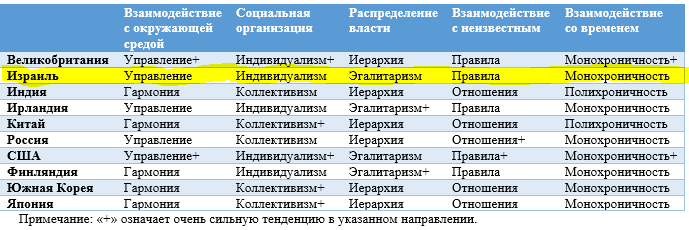 Взаимодействие Социальная Распределение Взаимодействие Взаимодействие
с окружающей организация власти с неизвестным со временем
средой
Великобритания Управление+ Индивидуализм+ Иерархия Правила Монохроничность+
Израиль Управление Индивидуализм Эгалитаризм Правила Монохроничность
Индия Гармония Коллективизм Иерархия Отношения Полихроничность
Ирландия Управление Индивидуализм Эгалитаризм+ Правила Монохроничность
Китай Гармония Коллективизм+ Иерархия Отношения Полихроничность
Россия Управление Коллективизм Иерархия Отношения+ Монохроничность
США Управление+ Индивидуализм+ Эгалитаризм Правила+ Монохроничность+
Финляндия Гармония Индивидуализм Эгалитаризм+ Правила Монохроничность
Южная Корея Гармония Коллективизм+ Иерархия Отношения Монохроничность
Япония Гармония Коллективизм+ Иерархия Отношения Монохроничность
Примечание: «+» означает очень сильную тенденцию в указанном направлении.